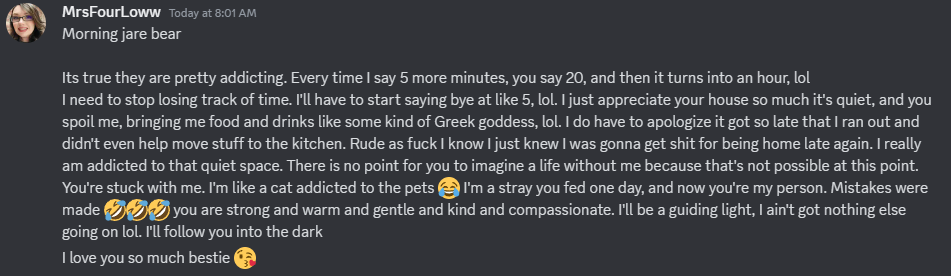 MrsFourLoww Today at 8:01 AM
Morning jare bear
Its true they are pretty addicting. Every time I say 5 more minutes, you say 20, and then it turns into an hour, lol
I need to stop losing track of time. I'll have to start saying bye at like 5, lol. I just appreciate your house so much it's quiet, and you
spoil me, bringing me food and drinks like some kind of Greek goddess, lol. I do have to apologize it got so late that I ran out and
didn't even help move stuff to the kitchen. Rude as fuck I know I just knew I was gonna get shit for being home late again. I really
am addicted to that quiet space. There is no point for you to imagine a life without me because that's not possible at this point.
You're stuck with me. I'm like a cat addicted to the pets 😂 I'm a stray you fed one day, and now you're my person. Mistakes were
made 🤣🤣🤣 you are strong and warm and gentle and kind and compassionate. I'll be a guiding light, I ain't got nothing else
going on lol. I'll follow you into the dark
I love you so much bestie 😘